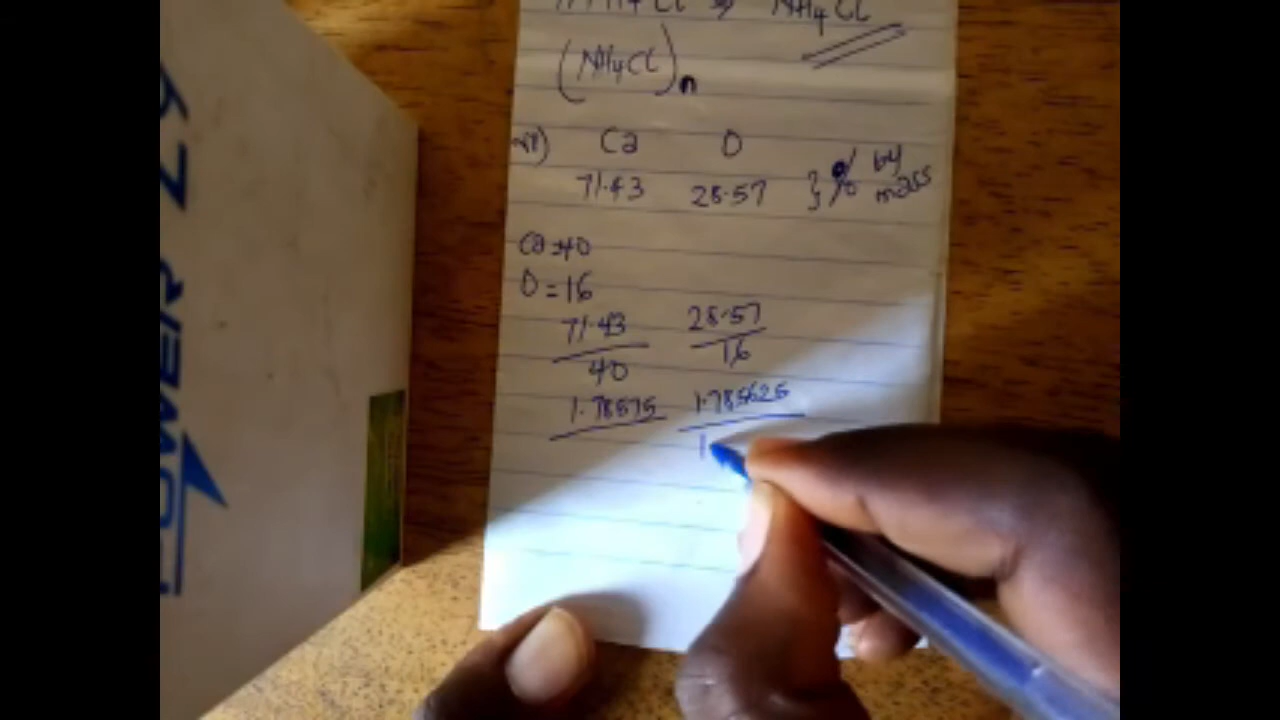 NH4Cl
(NH4Cl)n
Ca O
71.43 28.57 } % by mass
Ca=40
O=16
71.43 28.57
40 16
1.78575 1.785625
1
POWER